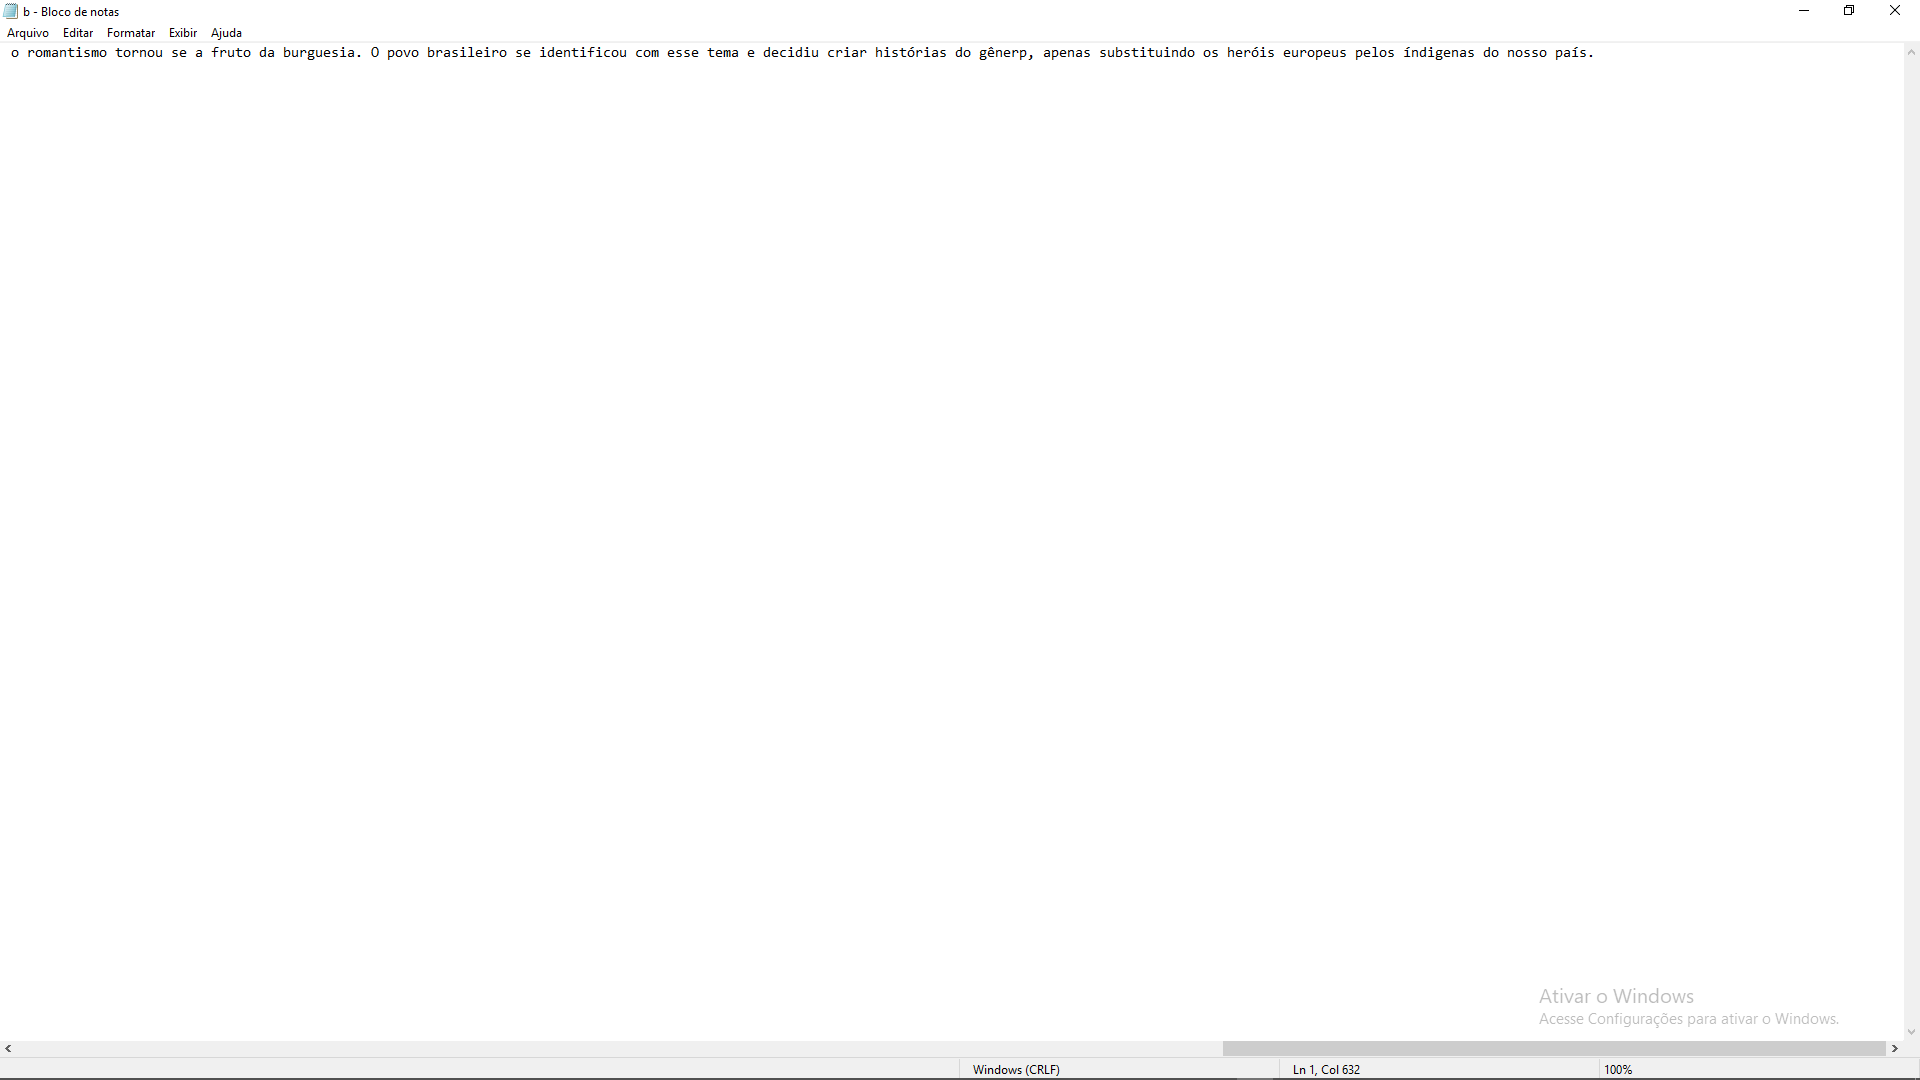 b - Bloco de notas
Arquivo Editar Formatar Exibir Ajuda
o romantismo tornou se a fruto da burguesia. O povo brasileiro se identificou com esse tema e decidiu criar histórias do gênerp, apenas substituindo os heróis europeus pelos índigenas do nosso país.
Ativar o Windows
Acesse Configurações para ativar o Windows.
Windows (CRLF) Ln 1, Col 632 100%